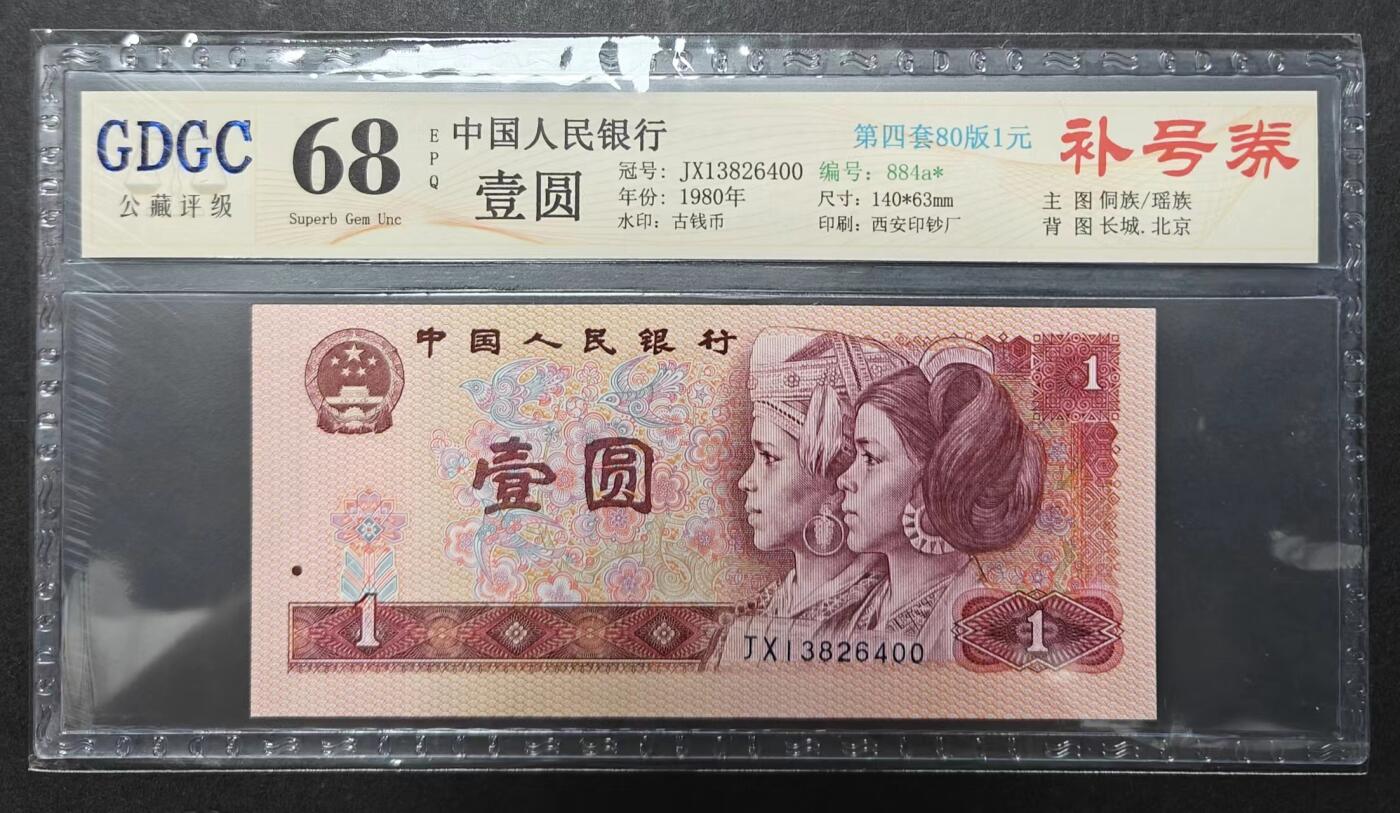 GDGC
公藏评级
68
Superb Gem Unc
EPQ
中国人民银行
壹圆
冠号: JX13826400
年份: 1980年
水印: 古钱币
第四套80版1元
编号: 884a*
尺寸: 140*63mm
印刷: 西安印钞厂
补号券
主 图 侗族/瑶族
背 图 长城.北京
中国人民银行
1
壹圆
1
JX13826400
1